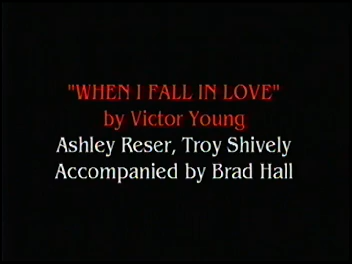 "WHEN I FALL IN LOVE"
by Victor Young
Ashley Reser, Troy Shively
Accompanied by Brad Hall